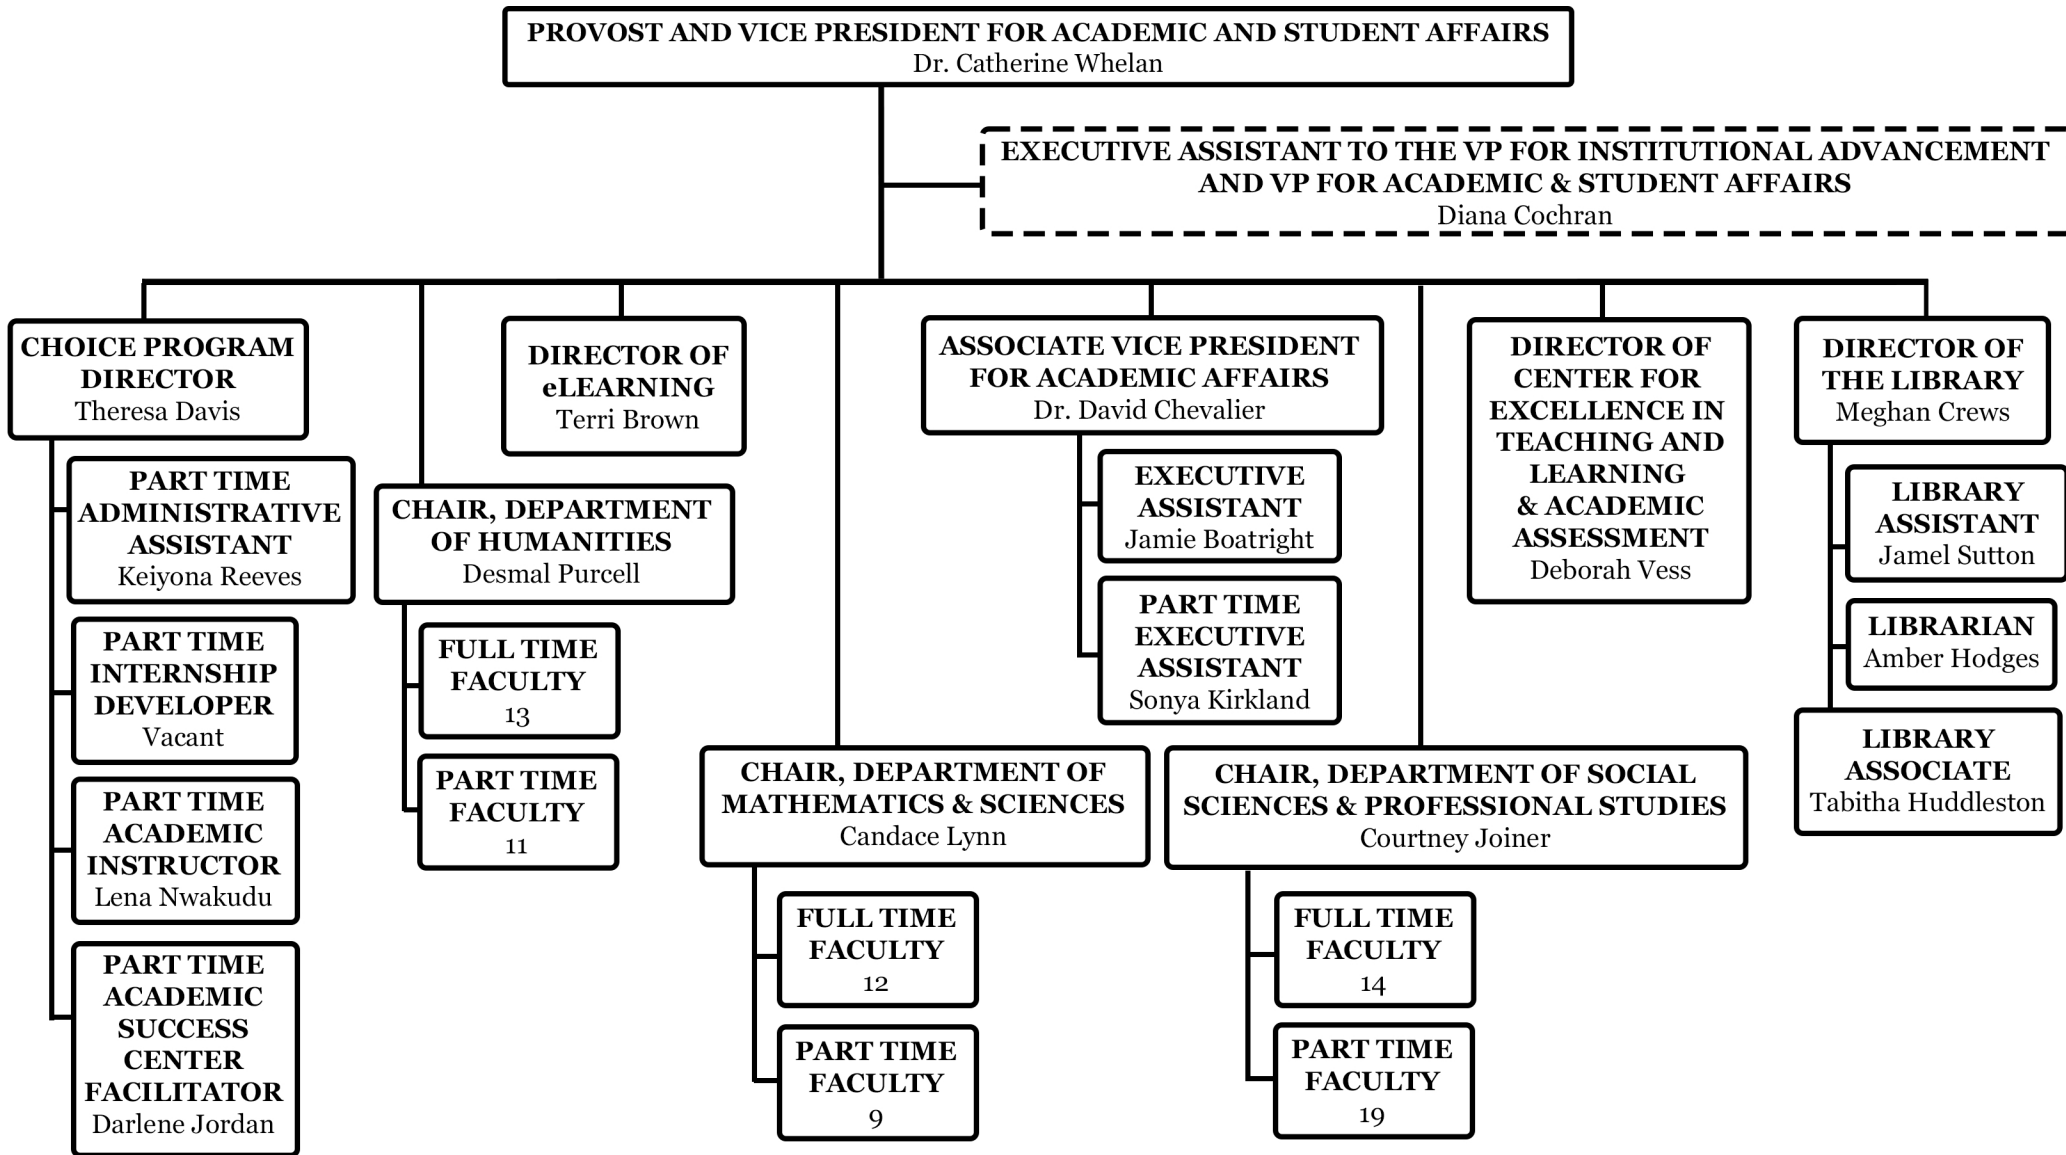 PROVOST AND VICE PRESIDENT FOR ACADEMIC AND STUDENT AFFAIRS
Dr. Catherine Whelan
EXECUTIVE ASSISTANT TO THE VP FOR INSTITUTIONAL ADVANCEMENT
AND VP FOR ACADEMIC & STUDENT AFFAIRS
Diana Cochran
CHOICE PROGRAM
DIRECTOR
Theresa Davis
PART TIME
ADMINISTRATIVE
ASSISTANT
Keiyona Reeves
PART TIME
INTERNSHIP
DEVELOPER
Vacant
PART TIME
ACADEMIC
INSTRUCTOR
Lena Nwakudu
PART TIME
ACADEMIC
SUCCESS
CENTER
FACILITATOR
Darlene Jordan
CHAIR, DEPARTMENT
OF HUMANITIES
Desmal Purcell
FULL TIME
FACULTY
13
PART TIME
FACULTY
11
DIRECTOR OF
eLEARNING
Terri Brown
CHAIR, DEPARTMENT OF
MATHEMATICS & SCIENCES
Candace Lynn
FULL TIME
FACULTY
12
PART TIME
FACULTY
9
ASSOCIATE VICE PRESIDENT
FOR ACADEMIC AFFAIRS
Dr. David Chevalier
EXECUTIVE
ASSISTANT
Jamie Boatright
PART TIME
EXECUTIVE
ASSISTANT
Sonya Kirkland
CHAIR, DEPARTMENT OF SOCIAL
SCIENCES & PROFESSIONAL STUDIES
Courtney Joiner
FULL TIME
FACULTY
14
PART TIME
FACULTY
19
DIRECTOR OF
CENTER FOR
EXCELLENCE IN
TEACHING AND
LEARNING
& ACADEMIC
ASSESSMENT
Deborah Vess
DIRECTOR OF
THE LIBRARY
Meghan Crews
LIBRARY
ASSISTANT
Jamel Sutton
LIBRARIAN
Amber Hodges
LIBRARY
ASSOCIATE
Tabitha Huddleston